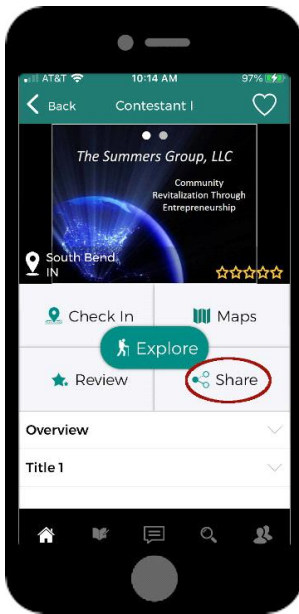 AT&T 10:14 AM 97%
Back Contestant I
The Summers Group, LLC
Community
Revitalization Through
Entrepreneurship
South Bend,
IN
Check In Maps
Explore
Review Share
Overview
Title 1